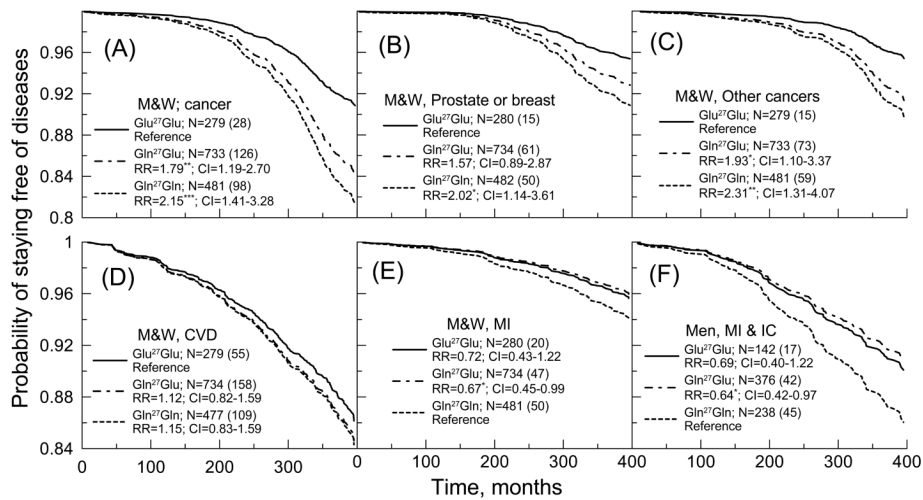 Probability of staying free of diseases
0.96
0.92
0.88
0.84
0.8
(A)
M&W; cancer
Glu²⁷Glu; N=279 (28)
Reference
Gln²⁷Glu; N=733 (126)
RR=1.79**; CI=1.19-2.70
Gln²⁷Gln; N=481 (98)
RR=2.15***; CI=1.41-3.28
(B)
M&W, Prostate or breast
Glu²⁷Glu; N=280 (15)
Reference
Gln²⁷Glu; N=734 (61)
RR=1.57; CI=0.89-2.87
Gln²⁷Gln; N=482 (50)
RR=2.02*; CI=1.14-3.61
(C)
M&W, Other cancers
Glu²⁷Glu; N=279 (15)
Reference
Gln²⁷Glu; N=733 (73)
RR=1.93*; CI=1.10-3.37
Gln²⁷Gln; N=481 (59)
RR=2.31**; CI=1.31-4.07
1
0.96
0.92
0.88
0.84
(D)
M&W, CVD
Glu²⁷Glu; N=279 (55)
Reference
Gln²⁷Glu; N=734 (158)
RR=1.12; CI=0.82-1.59
Gln²⁷Gln; N=477 (109)
RR=1.15; CI=0.83-1.59
(E)
M&W, MI
Glu²⁷Glu; N=280 (20)
RR=0.72; CI=0.43-1.22
Gln²⁷Glu; N=734 (47)
RR=0.67*; CI=0.45-0.99
Gln²⁷Gln; N=481 (50)
Reference
(F)
Men, MI & IC
Glu²⁷Glu; N=142 (17)
RR=0.69; CI=0.40-1.22
Gln²⁷Glu; N=376 (42)
RR=0.64*; CI=0.42-0.97
Gln²⁷Gln; N=238 (45)
Reference
0 100 200 300 0 100 200 300 400 0 100 200 300 400
Time, months